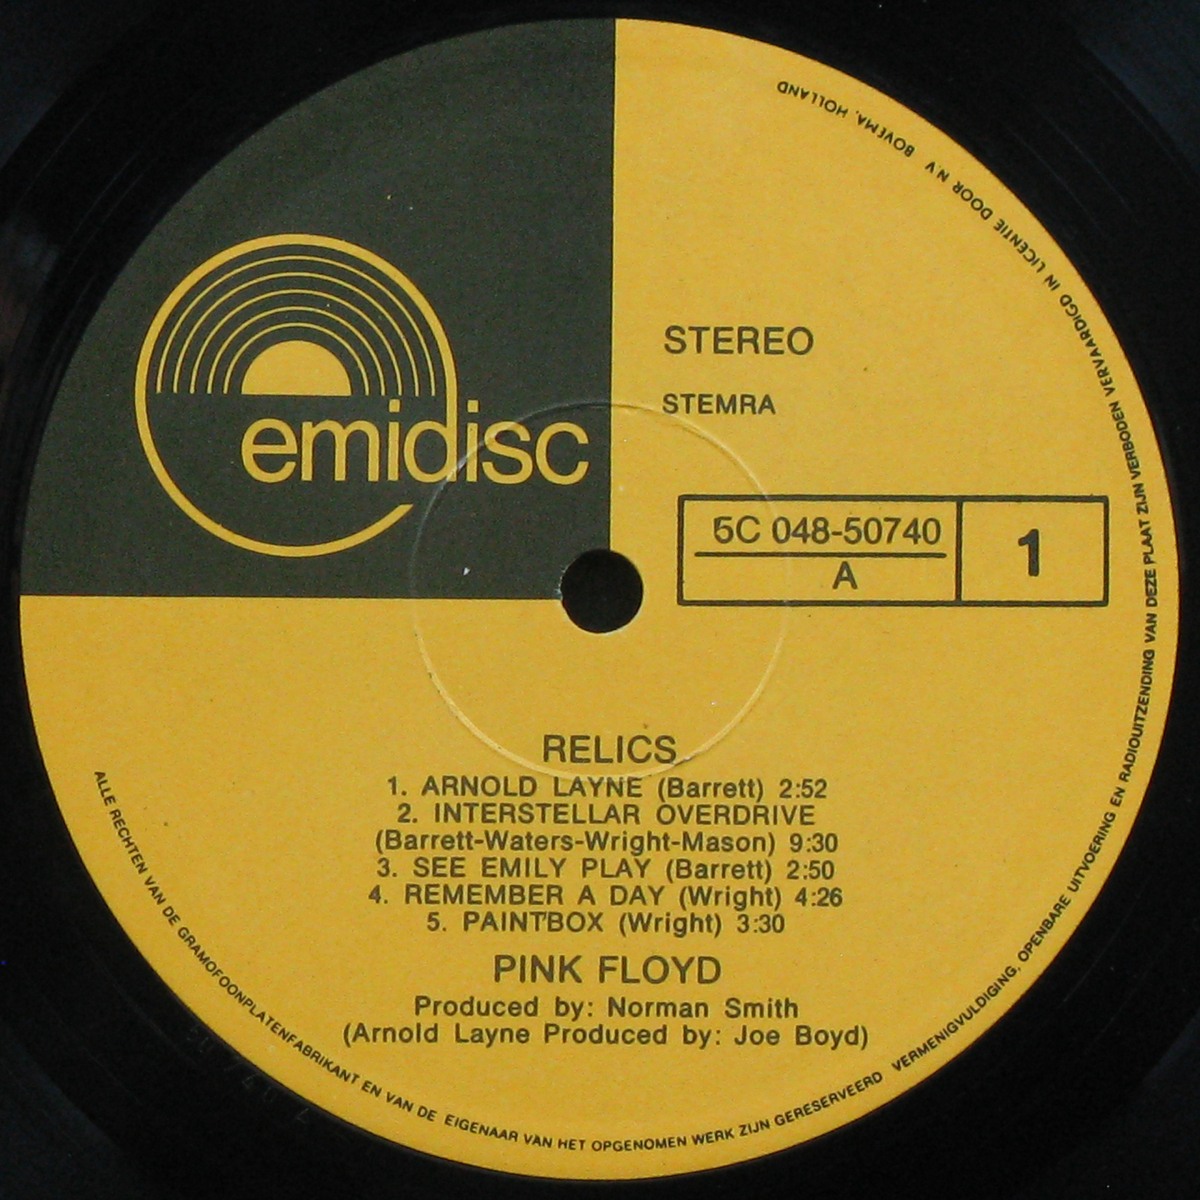 emidisc
STEREO
STEMRA
5C 048-50740
A
1
RELICS
1. ARNOLD LAYNE (Barrett) 2:52
2. INTERSTELLAR OVERDRIVE
(Barrett-Waters-Wright-Mason) 9:30
3. SEE EMILY PLAY (Barrett) 2:50
4. REMEMBER A DAY (Wright) 4:26
5. PAINTBOX (Wright) 3:30
PINK FLOYD
Produced by: Norman Smith
(Arnold Layne Produced by: Joe Boyd)
ALLE RECHTEN VAN DE GRAMOFOONPLATENFABRIKANT EN VAN DE EIGENAAR VAN HET OPGENOMEN WERK ZIJN GERESERVEERD VERMENIGVULDIGING, OPENBARE UITVOERING EN RADIOUITZENDING VAN DEZE PLAAT ZIJN VERBODEN VERVAARDIGD IN LICENTIE DOOR N.V. BOVEMA, HOLLAND